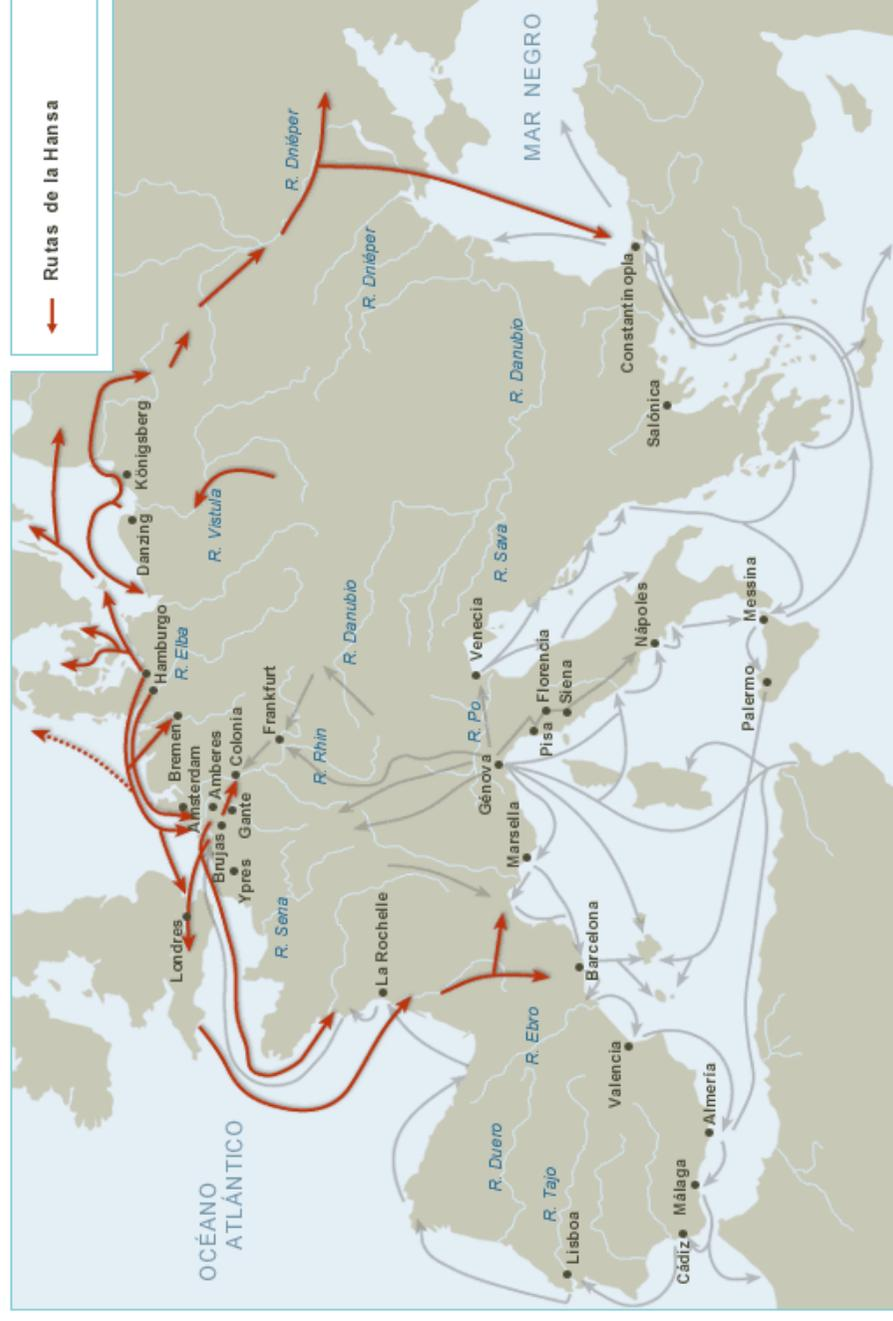 Rutas de la Hansa
OCÉANO
ATLÁNTICO
Londres
Hamburgo
R. Elba
Bremen
Amsterdam
Amberes
Colonia
Brujas
Gante
Ypres
Frankfurt
Danzing
Königsberg
R. Vistula
R. Dniéper
R. Dniéper
R. Sena
R. Rhin
R. Danubio
La Rochelle
R. Danubio
R. Sava
MAR NEGRO
Venecia
R. Po
Génova
Florencia
Pisa
Siena
Marsella
R. Ebro
Barcelona
R. Duero
R. Tajo
Lisboa
Valencia
Nápoles
Constantinopla
Salónica
Messina
Palermo
Almería
Málaga
Cádiz